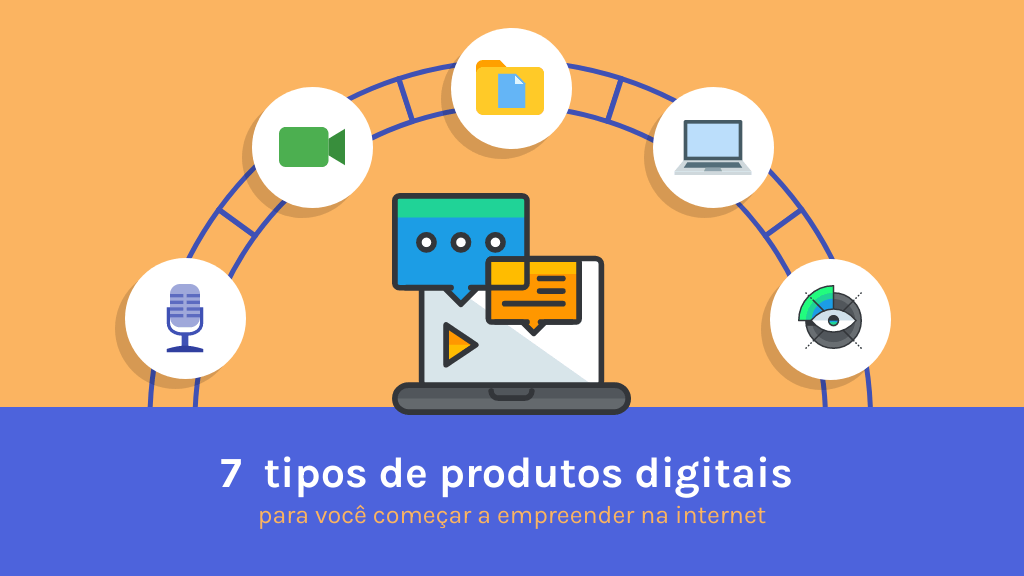 7 tipos de produtos digitais
para você começar a empreender na internet